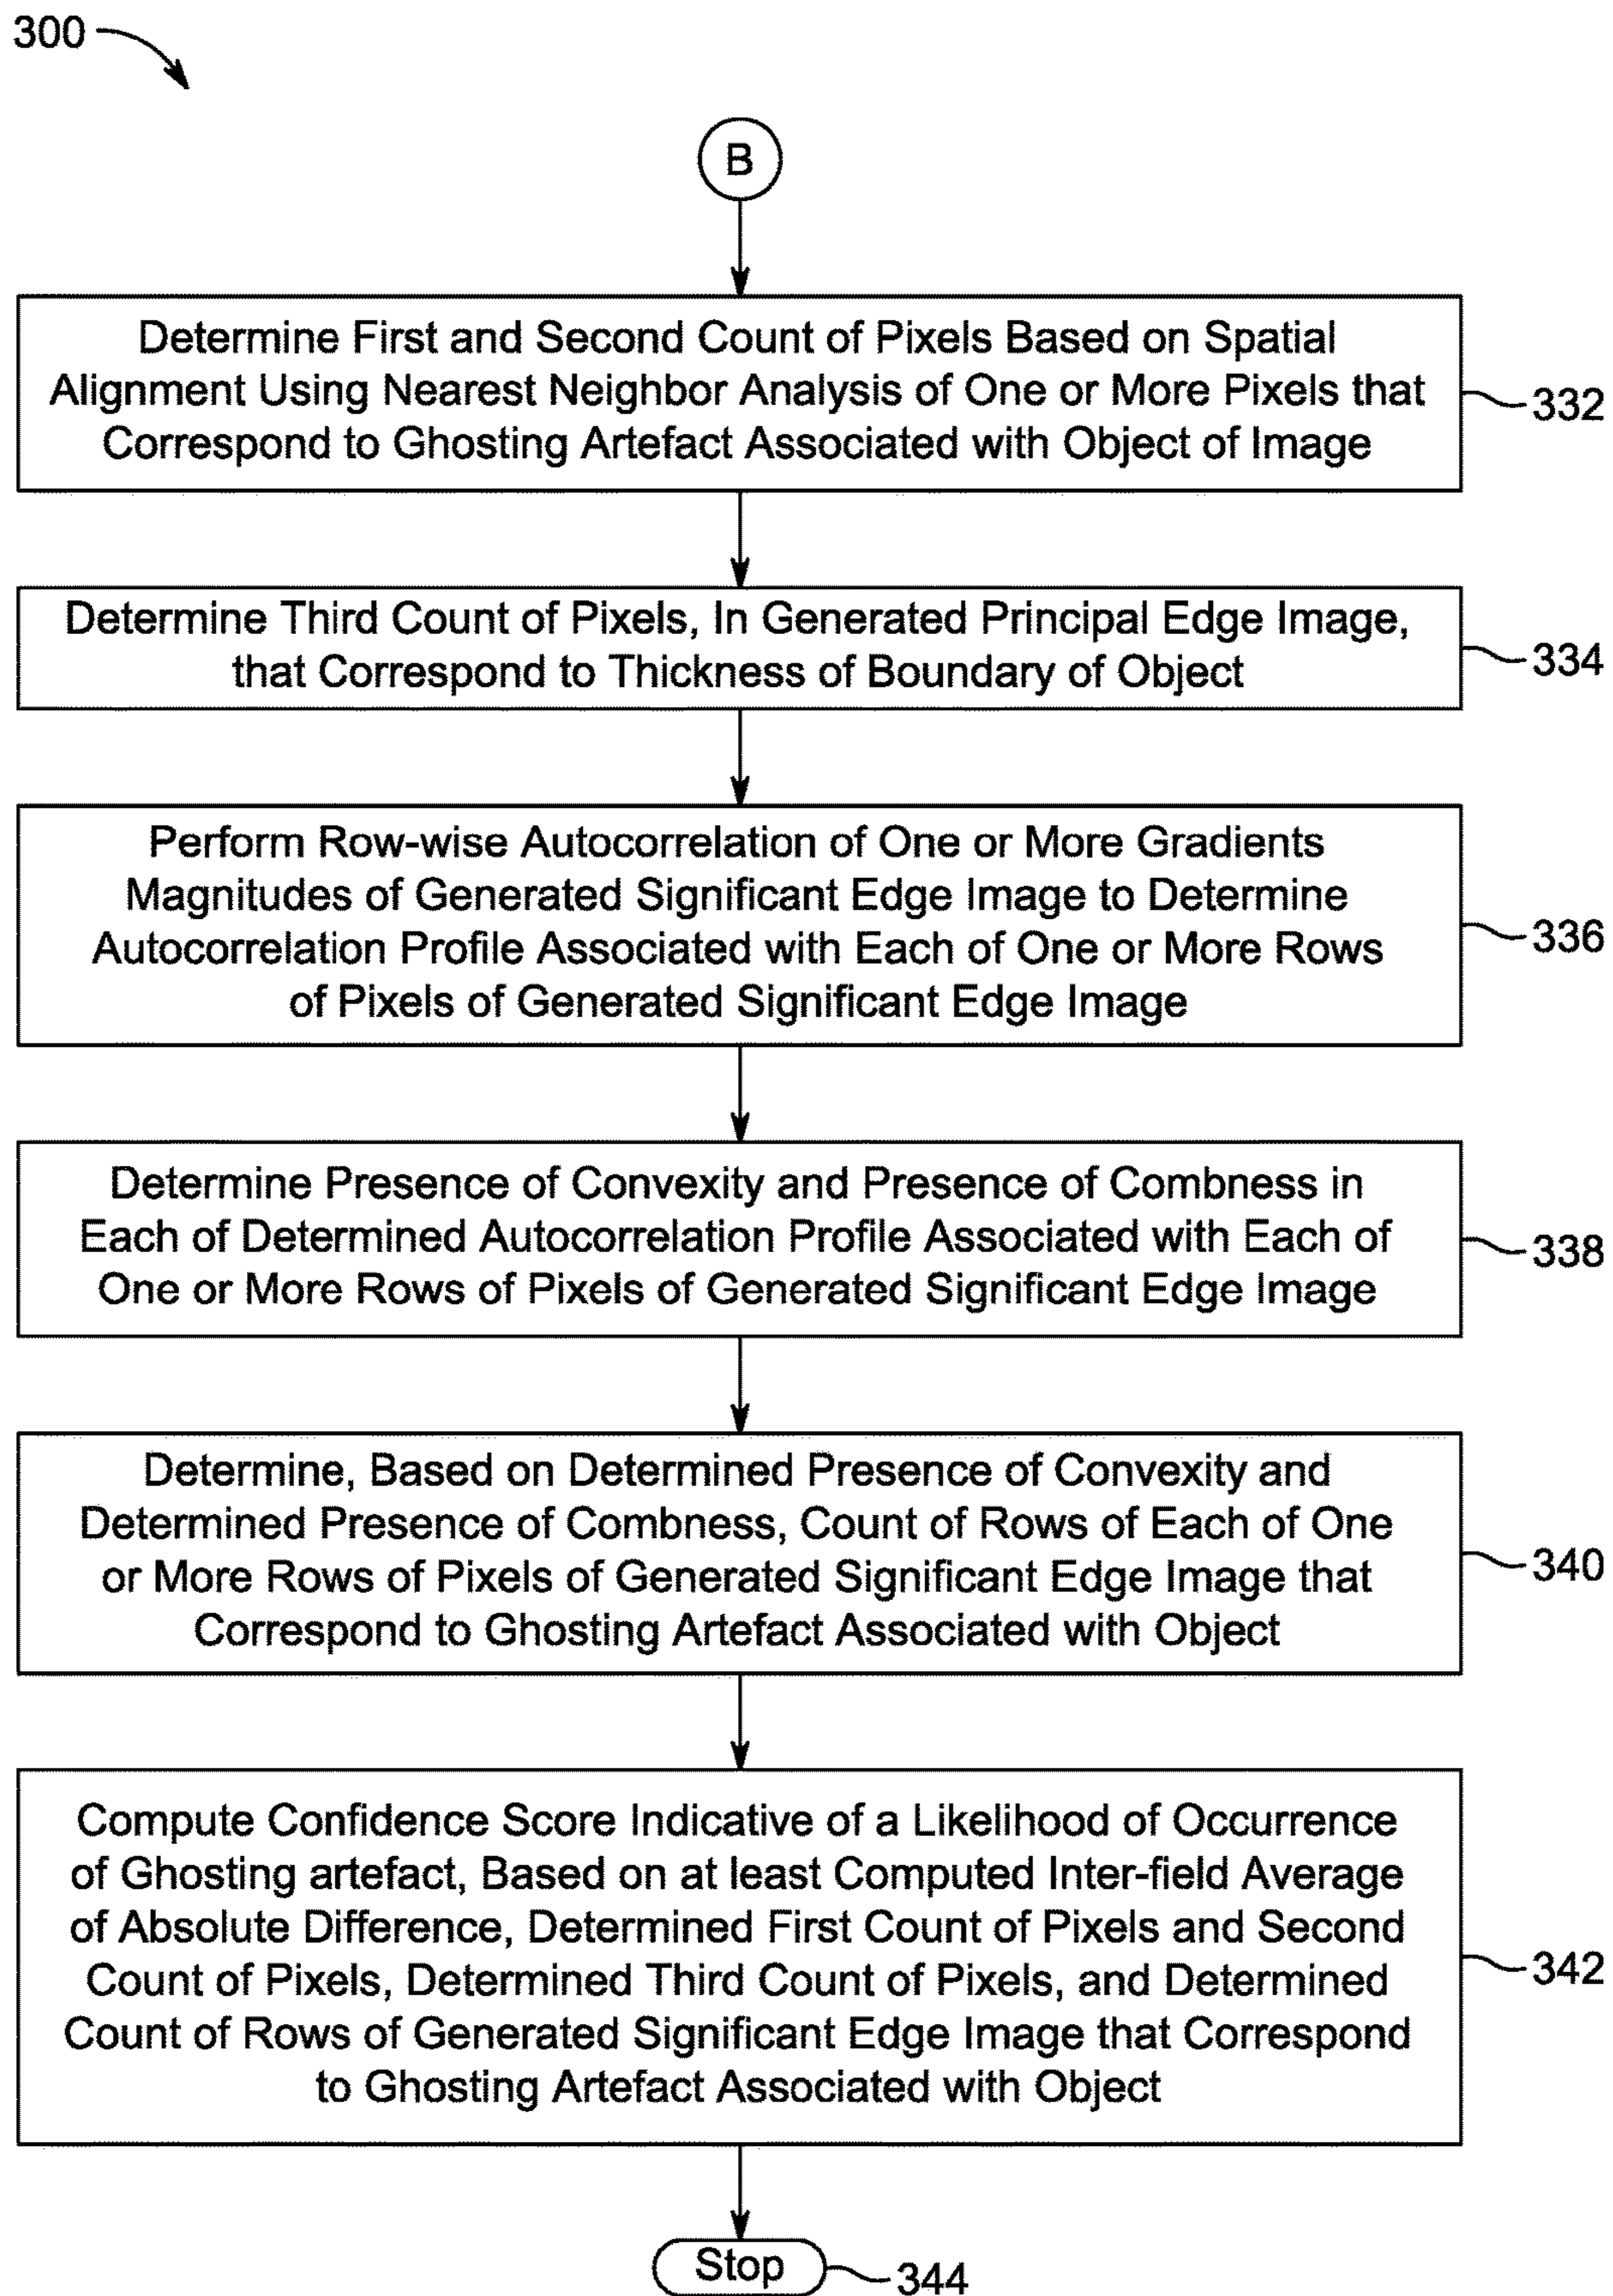 300
B
Determine First and Second Count of Pixels Based on Spatial
Alignment Using Nearest Neighbor Analysis of One or More Pixels that
Correspond to Ghosting Artefact Associated with Object of Image
332
Determine Third Count of Pixels, In Generated Principal Edge Image,
that Correspond to Thickness of Boundary of Object
334
Perform Row-wise Autocorrelation of One or More Gradients
Magnitudes of Generated Significant Edge Image to Determine
Autocorrelation Profile Associated with Each of One or More Rows
of Pixels of Generated Significant Edge Image
336
Determine Presence of Convexity and Presence of Combness in
Each of Determined Autocorrelation Profile Associated with Each of
One or More Rows of Pixels of Generated Significant Edge Image
338
Determine, Based on Determined Presence of Convexity and
Determined Presence of Combness, Count of Rows of Each of One
or More Rows of Pixels of Generated Significant Edge Image that
Correspond to Ghosting Artefact Associated with Object
340
Compute Confidence Score Indicative of a Likelihood of Occurrence
of Ghosting artefact, Based on at least Computed Inter-field Average
of Absolute Difference, Determined First Count of Pixels and Second
Count of Pixels, Determined Third Count of Pixels, and Determined
Count of Rows of Generated Significant Edge Image that Correspond
to Ghosting Artefact Associated with Object
342
Stop
344